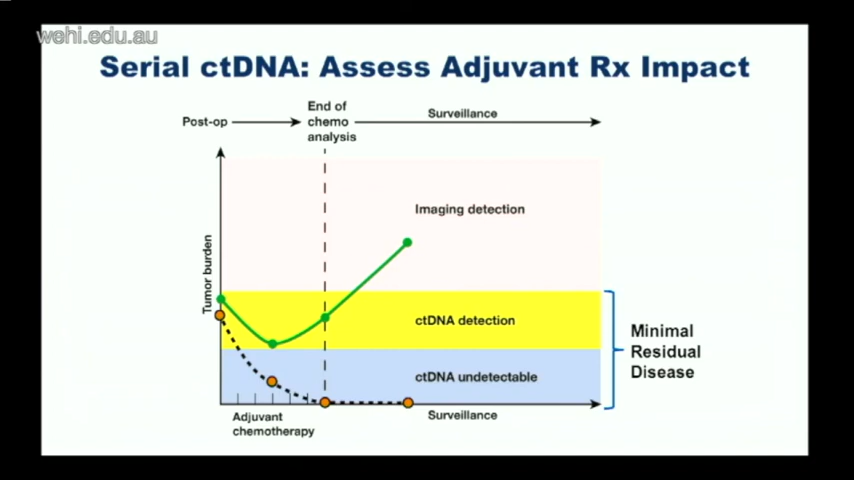 wehi.edu.au
Serial ctDNA: Assess Adjuvant Rx Impact
Post-op
End of
chemo
analysis
Surveillance
Tumor burden
Imaging detection
ctDNA detection
ctDNA undetectable
Minimal
Residual
Disease
Adjuvant
chemotherapy
Surveillance